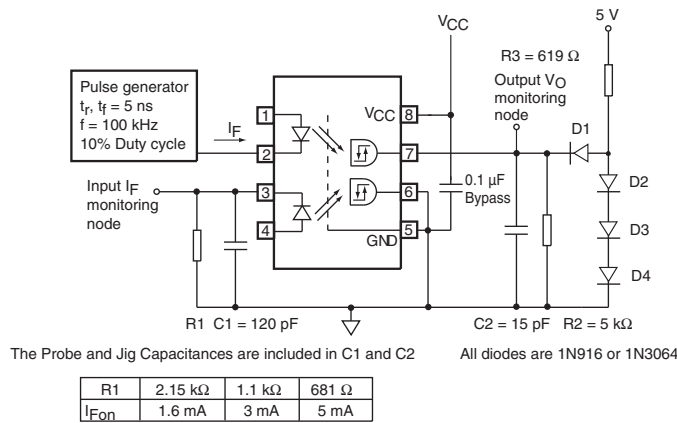 VCC
5 V
R3 = 619 Ω
Output VO
monitoring
node
Pulse generator
tr, tf = 5 ns
f = 100 kHz
10% Duty cycle
IF
1
2
3
4
VCC 8
7
6
5
GND
D1
D2
D3
D4
0.1 μF
Bypass
Input IF
monitoring
node
R1 C1 = 120 pF
C2 = 15 pF R2 = 5 kΩ
The Probe and Jig Capacitances are included in C1 and C2
All diodes are 1N916 or 1N3064
R1 2.15 kΩ 1.1 kΩ 681 Ω
IFon 1.6 mA 3 mA 5 mA